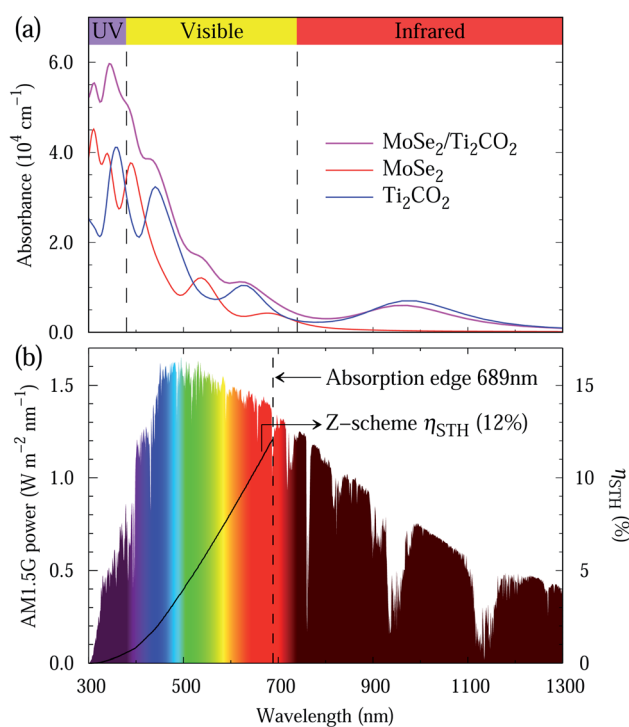 (a)
UV Visible Infrared
6.0
4.0
2.0
0.0
Absorbance (10⁴ cm⁻¹)
MoSe₂/Ti₂CO₂
MoSe₂
Ti₂CO₂
(b)
1.5
1.0
0.5
0.0
AM1.5G power (W m⁻² nm⁻¹)
Absorption edge 689nm
Z−scheme η_STH (12%)
15
10
5
0
η_STH (%)
300 500 700 900 1100 1300
Wavelength (nm)